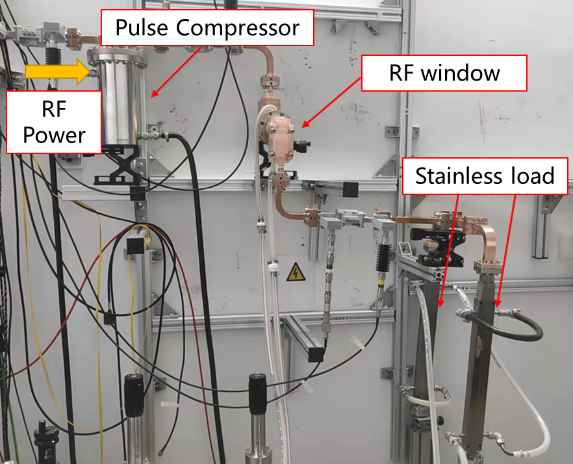 Pulse Compressor
RF window
RF
Power
Stainless load